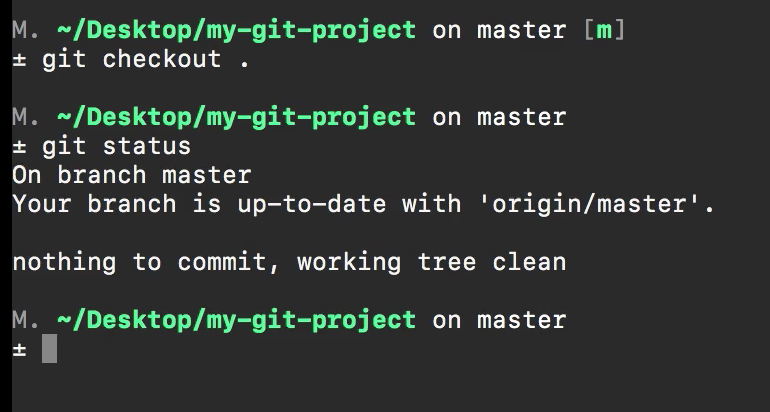 M. ~/Desktop/my-git-project on master [m]
± git checkout .
M. ~/Desktop/my-git-project on master
± git status
On branch master
Your branch is up-to-date with 'origin/master'.
nothing to commit, working tree clean
M. ~/Desktop/my-git-project on master
±